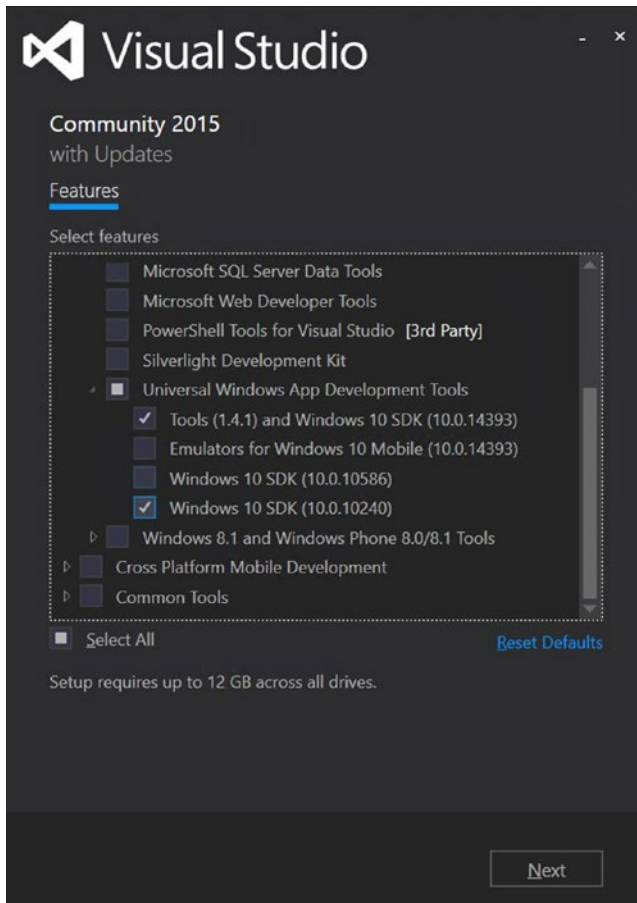 Visual Studio
Community 2015
with Updates
Features
Select features
Microsoft SQL Server Data Tools
Microsoft Web Developer Tools
PowerShell Tools for Visual Studio [3rd Party]
Silverlight Development Kit
Universal Windows App Development Tools
Tools (1.4.1) and Windows 10 SDK (10.0.14393)
Emulators for Windows 10 Mobile (10.0.14393)
Windows 10 SDK (10.0.10586)
Windows 10 SDK (10.0.10240)
Windows 8.1 and Windows Phone 8.0/8.1 Tools
Cross Platform Mobile Development
Common Tools
Select All Reset Defaults
Setup requires up to 12 GB across all drives.
Next